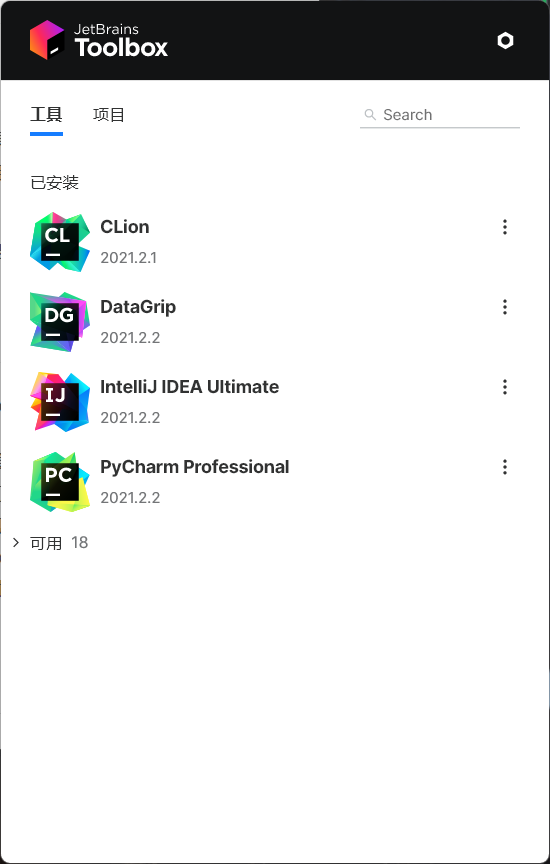 JetBrains
Toolbox
工具 项目 Search
已安装
CL
CLion
2021.2.1
DG
DataGrip
2021.2.2
IJ
IntelliJ IDEA Ultimate
2021.2.2
PC
PyCharm Professional
2021.2.2
可用 18